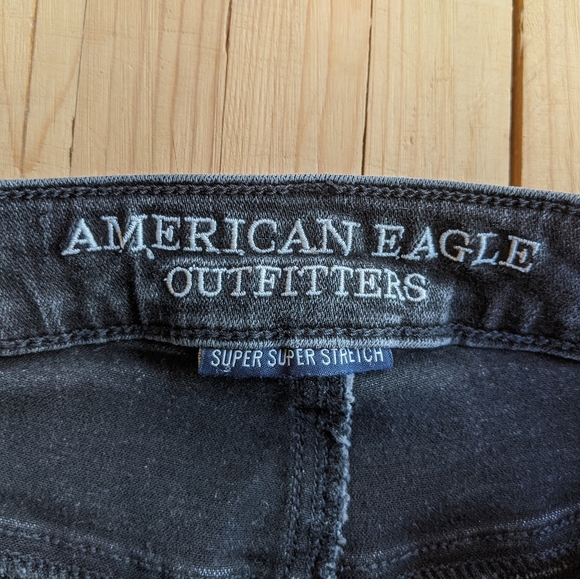 AMERICAN EAGLE
OUTFITTERS
SUPER SUPER STRETCH